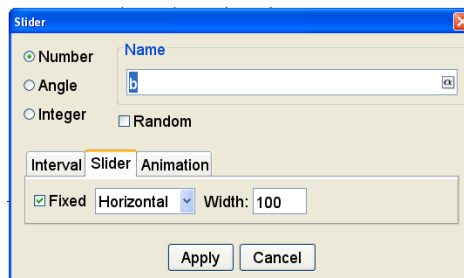 Slider
Number
Name
Angle
b
α
Integer
Random
Interval Slider Animation
Fixed Horizontal Width: 100
Apply Cancel